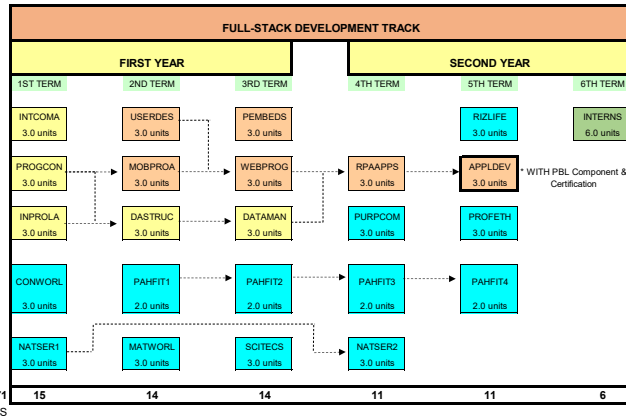 FULL-STACK DEVELOPMENT TRACK
FIRST YEAR
SECOND YEAR
1ST TERM
2ND TERM
3RD TERM
4TH TERM
5TH TERM
6TH TERM
INTCOMA
3.0 units
USERDES
3.0 units
PEMBEDS
3.0 units
RIZLIFE
3.0 units
INTERNS
6.0 units
PROGCON
3.0 units
MOBPROA
3.0 units
WEBPROG
3.0 units
RPAAPPS
3.0 units
APPLDEV
3.0 units
* WITH PBL Component &
Certification
INPROLA
3.0 units
DASTRUC
3.0 units
DATAMAN
3.0 units
PURPCOM
3.0 units
PROFETH
3.0 units
CONWORL
3.0 units
PAHFIT1
2.0 units
PAHFIT2
2.0 units
PAHFIT3
2.0 units
PAHFIT4
2.0 units
NATSER1
3.0 units
MATWORL
3.0 units
SCITECS
3.0 units
NATSER2
3.0 units
71 15 14 14 11 11 6
S